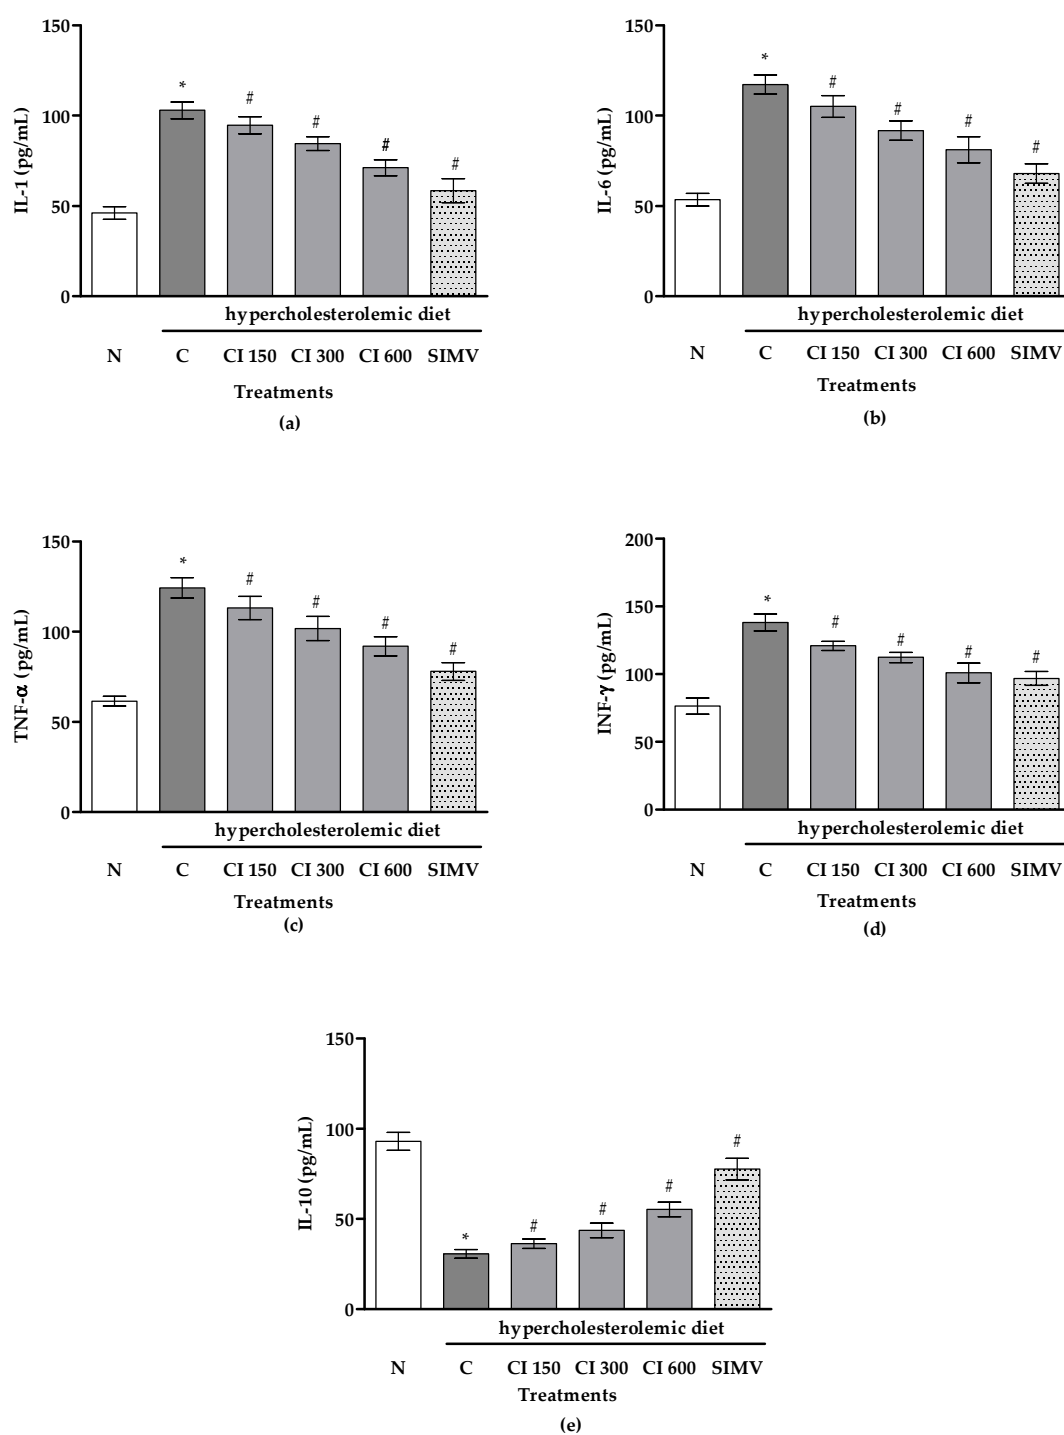 150
100
50
0
IL-1 (pg/mL)
*
#
#
#
#
hypercholesterolemic diet
N C CI 150 CI 300 CI 600 SIMV
Treatments
(a)
150
100
50
0
IL-6 (pg/mL)
*
#
#
#
#
hypercholesterolemic diet
N C CI 150 CI 300 CI 600 SIMV
Treatments
(b)
150
100
50
0
TNF-α (pg/mL)
*
#
#
#
#
hypercholesterolemic diet
N C CI 150 CI 300 CI 600 SIMV
Treatments
(c)
200
150
100
50
0
INF-γ (pg/mL)
*
#
#
#
#
hypercholesterolemic diet
N C CI 150 CI 300 CI 600 SIMV
Treatments
(d)
150
100
50
0
IL-10 (pg/mL)
*
#
#
#
#
hypercholesterolemic diet
N C CI 150 CI 300 CI 600 SIMV
Treatments
(e)